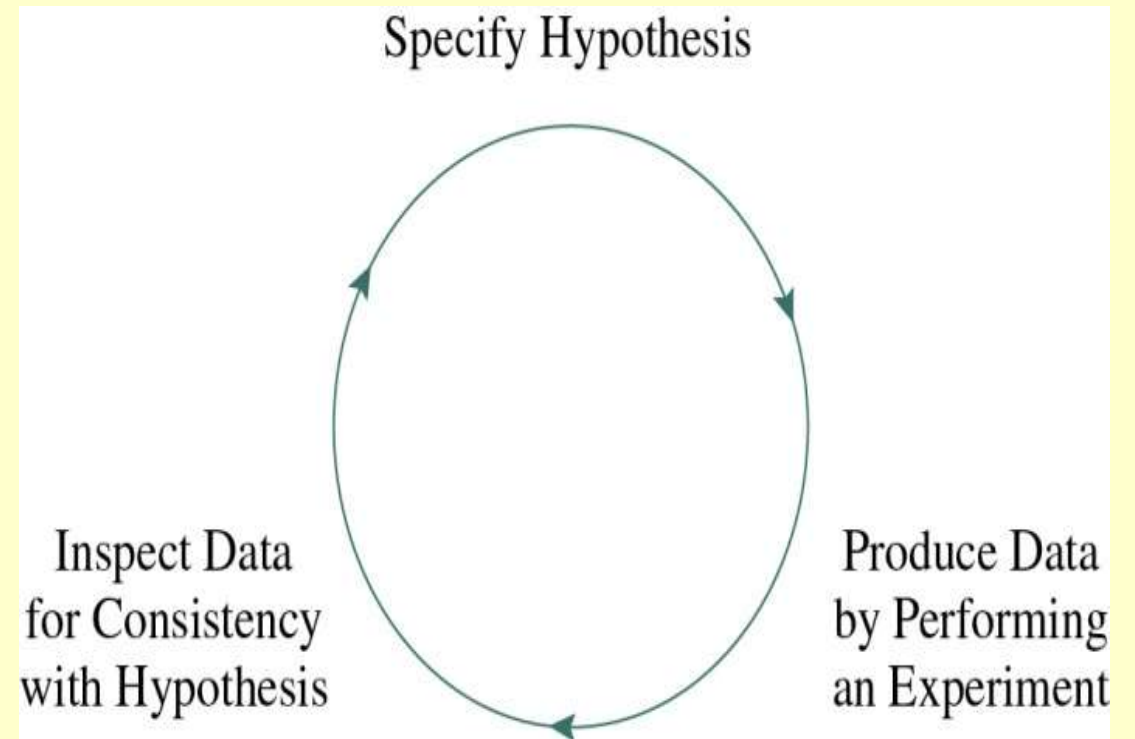 Specify Hypothesis
Produce Data
by Performing
an Experiment
Inspect Data
for Consistency
with Hypothesis